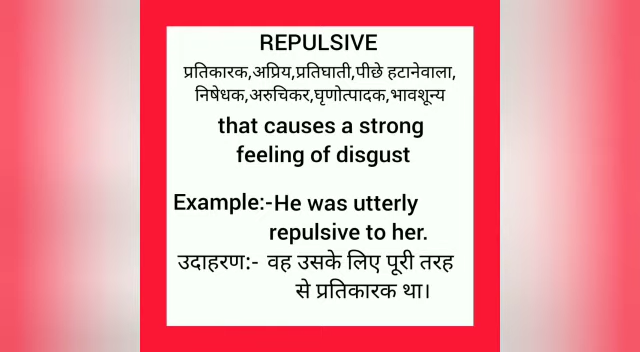 REPULSIVE
प्रतिकारक,अप्रिय,प्रतिघाती,पीछे हटानेवाला,
निषेधक,अरुचिकर,घृणोत्पादक,भावशून्य
that causes a strong
feeling of disgust
Example:-He was utterly
repulsive to her.
उदाहरण:- वह उसके लिए पूरी तरह
से प्रतिकारक था।